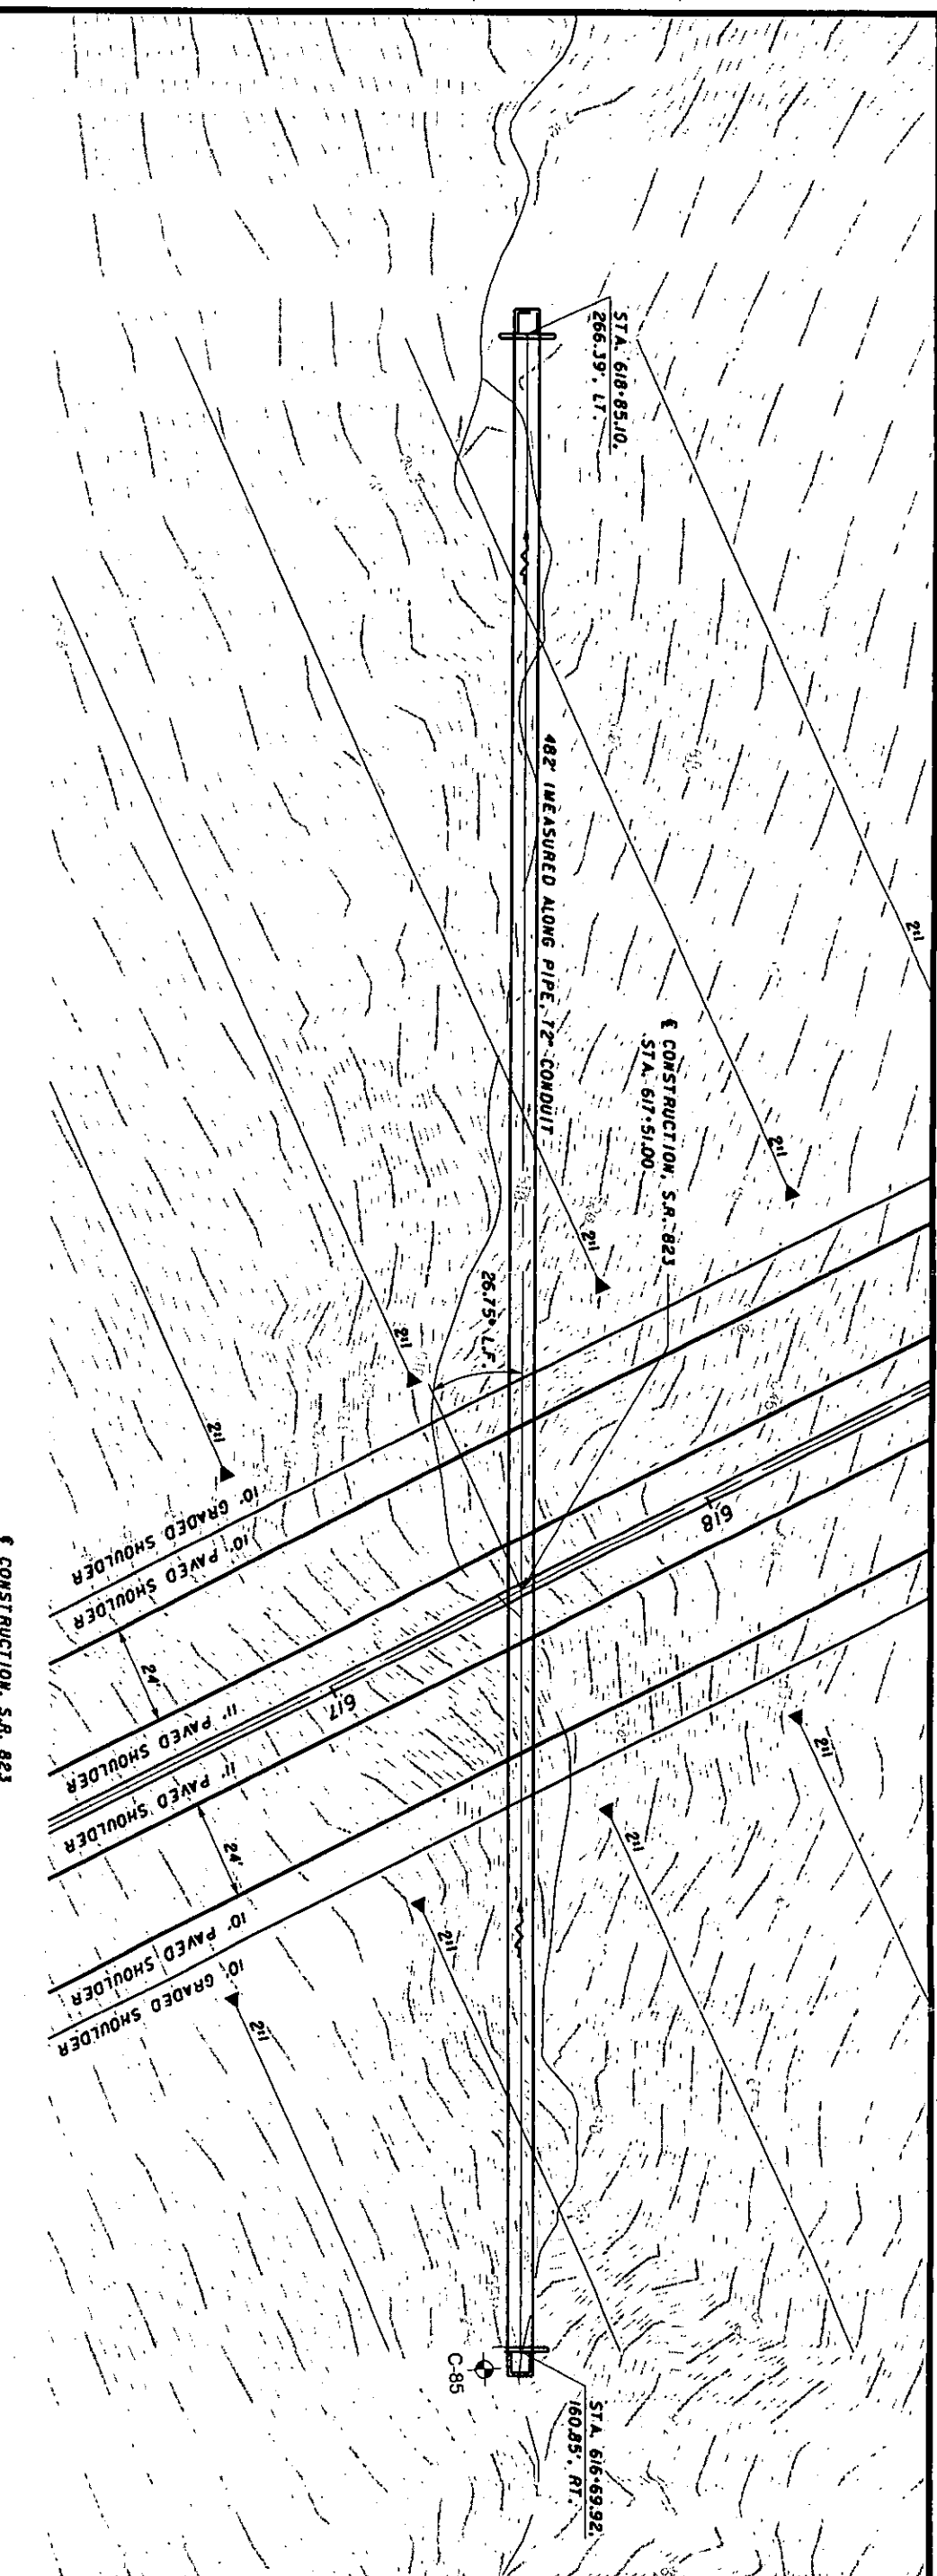 STA. 618+85.10,
266.39', LT.
482' (MEASURED ALONG PIPE, 72" CONDUIT
2:1
℄ CONSTRUCTION, S.R. 823
STA. 617+51.00
2:1
2:1
26.75° L.F.
2:1
2:1
618
10' GRADED SHOULDER
10' PAVED SHOULDER
24'
617
11' PAVED SHOULDER
11' PAVED SHOULDER
24'
10' PAVED SHOULDER
10' GRADED SHOULDER
℄ CONSTRUCTION, S.R. 823
2:1
2:1
2:1
2:1
C-85
STA. 616+69.92,
160.85', RT.